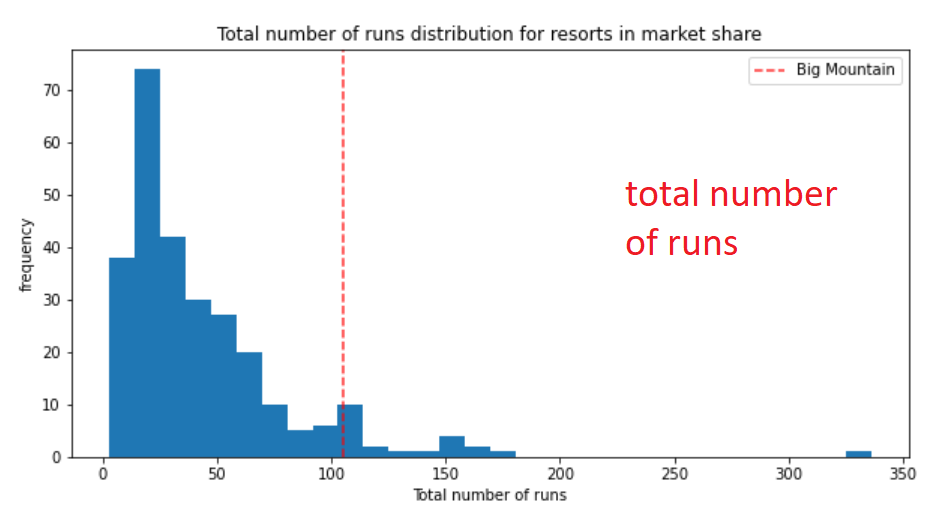 Total number of runs distribution for resorts in market share
Big Mountain
total number
of runs
frequency
70
60
50
40
30
20
10
0
0 50 100 150 200 250 300 350
Total number of runs